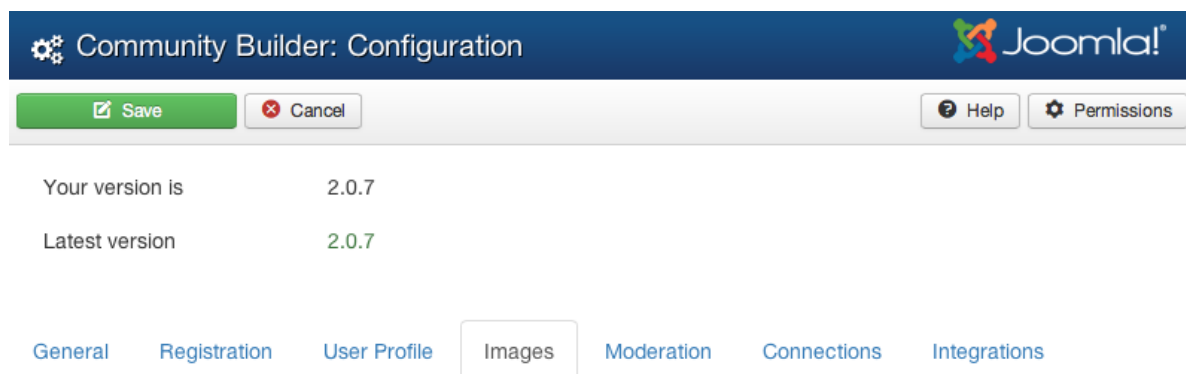 Community Builder: Configuration
Joomla!®
Save Cancel Help Permissions
Your version is 2.0.7
Latest version 2.0.7
General Registration User Profile Images Moderation Connections Integrations